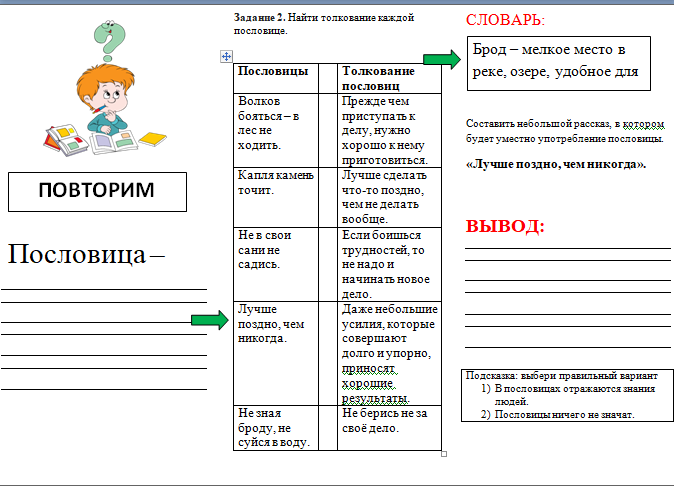 ПОВТОРИМ
Пословица –
Задание 2. Найти толкование каждой
пословице.
Пословицы
Толкование
пословиц
Волков
бояться – в
лес не
ходить.
Прежде чем
приступать к
делу, нужно
хорошо к нему
приготовиться.
Капля камень
точит.
Лучше сделать
что-то поздно,
чем не делать
вообще.
Не в свои
сани не
садись.
Если боишься
трудностей, то
не надо и
начинать новое
дело.
Лучше
поздно, чем
никогда.
Даже небольшие
усилия, которые
совершают
долго и упорно,
приносят
хорошие
результаты.
Не зная
броду, не
суйся в воду.
Не берись не за
своё дело.
СЛОВАРЬ:
Брод – мелкое место в
реке, озере, удобное для
Составить небольшой рассказ, в котором
будет уместно употребление пословицы.
«Лучше поздно, чем никогда».
ВЫВОД:
Подсказка: выбери правильный вариант
1) В пословицах отражаются знания
людей.
2) Пословицы ничего не значат.